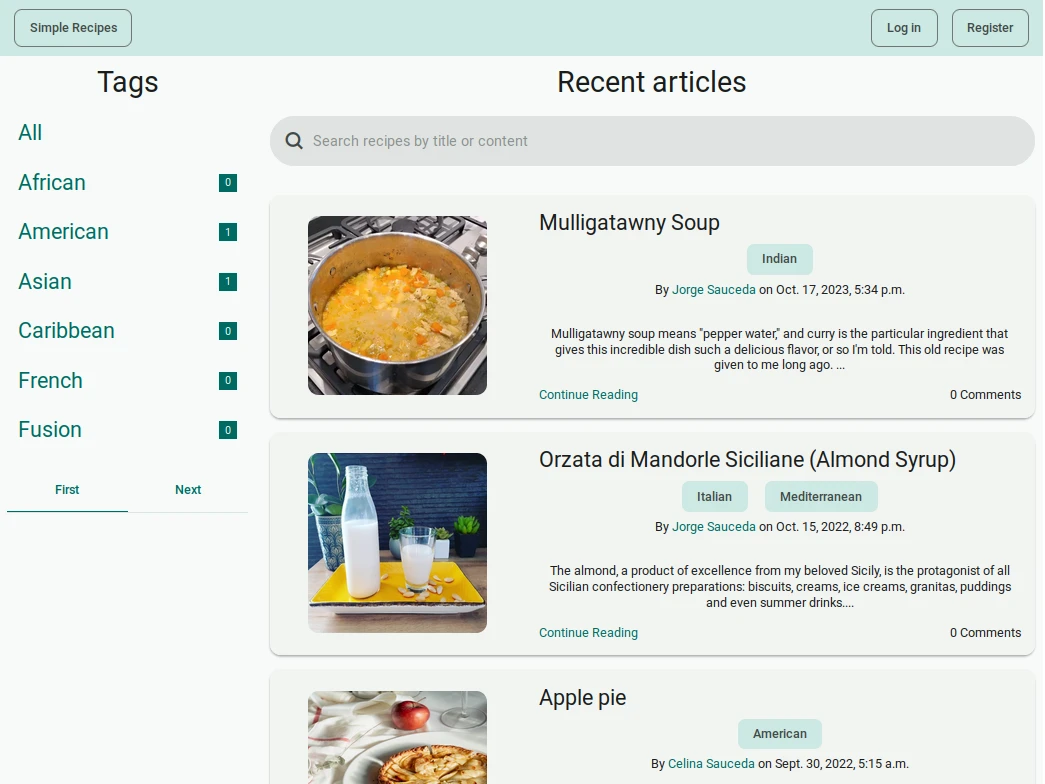 Simple Recipes
Log in
Register
Tags
All
African 0
American 1
Asian 1
Caribbean 0
French 0
Fusion 0
First Next
Recent articles
Search recipes by title or content
Mulligatawny Soup
Indian
By Jorge Sauceda on Oct. 17, 2023, 5:34 p.m.
Mulligatawny soup means "pepper water," and curry is the particular ingredient that
gives this incredible dish such a delicious flavor, or so I'm told. This old recipe was
given to me long ago. ...
Continue Reading 0 Comments
Orzata di Mandorle Siciliane (Almond Syrup)
Italian Mediterranean
By Jorge Sauceda on Oct. 15, 2022, 8:49 p.m.
The almond, a product of excellence from my beloved Sicily, is the protagonist of all
Sicilian confectionery preparations: biscuits, creams, ice creams, granitas, puddings
and even summer drinks....
Continue Reading 0 Comments
Apple pie
American
By Celina Sauceda on Sept. 30, 2022, 5:15 a.m.